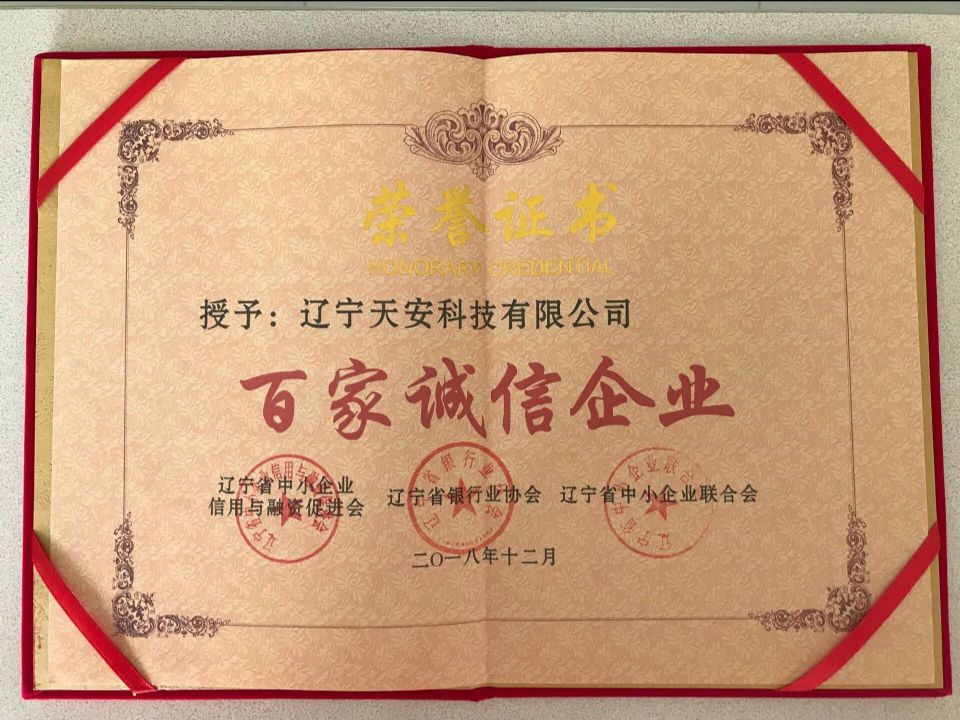 荣誉证书
HONORARY CREDENTIAL
授予：辽宁天安科技有限公司
百家诚信企业
辽宁省中小企业
信用与融资促进会
辽宁省银行业协会
辽宁省中小企业联合会
二〇一八年十二月